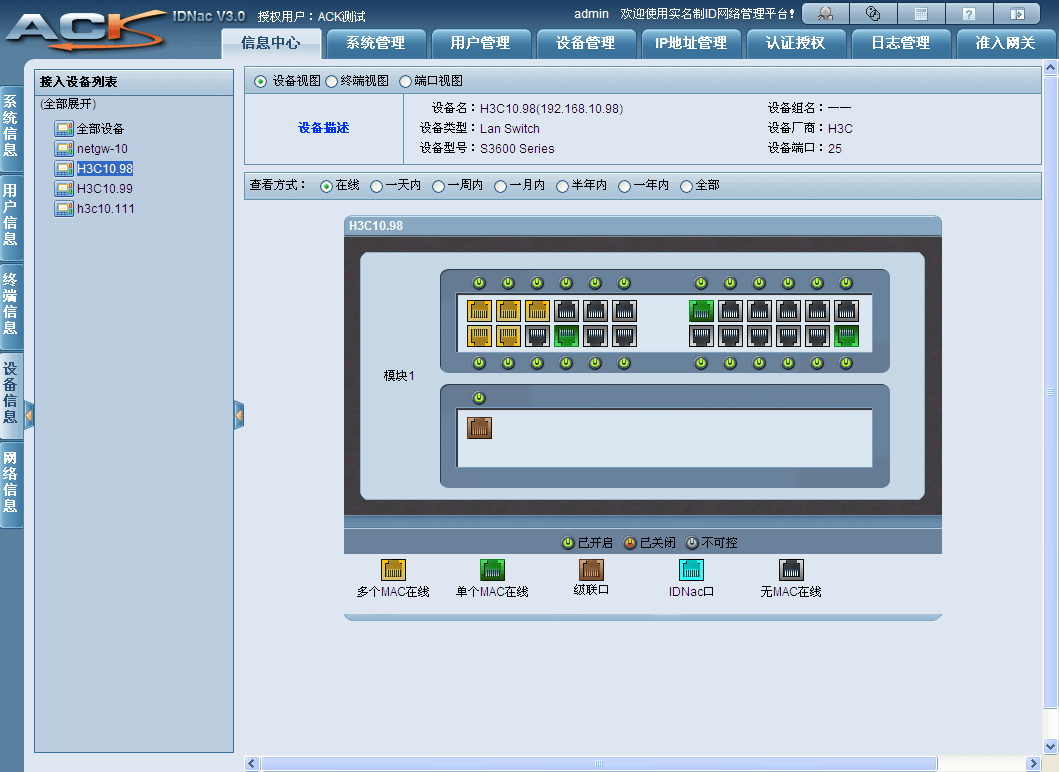 ACK IDNac V3.0 授权用户：ACK测试
admin 欢迎使用实名制ID网络管理平台!
信息中心 系统管理 用户管理 设备管理 IP地址管理 认证授权 日志管理 准入网关
系统信息
用户信息
终端信息
设备信息
网络信息
接入设备列表
(全部展开)
全部设备
netgw-10
H3C10.98
H3C10.99
h3c10.111
设备视图 终端视图 端口视图
设备描述
设备名：H3C10.98(192.168.10.98) 设备组名：一一
设备类型：Lan Switch 设备厂商：H3C
设备型号：S3600 Series 设备端口：25
查看方式： 在线 一天内 一周内 一月内 半年内 一年内 全部
H3C10.98
模块1
已开启 已关闭 不可控
多个MAC在线 单个MAC在线 级联口 IDNac口 无MAC在线